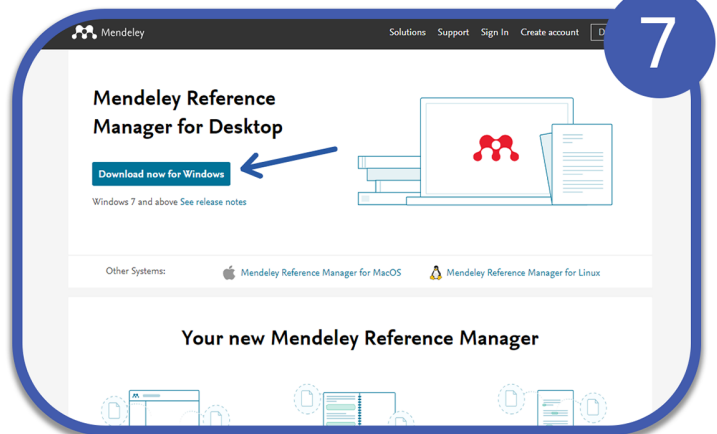 7
Mendeley
Solutions Support Sign In Create account
Mendeley Reference
Manager for Desktop
Download now for Windows
Windows 7 and above See release notes
Other Systems: Mendeley Reference Manager for MacOS Mendeley Reference Manager for Linux
Your new Mendeley Reference Manager